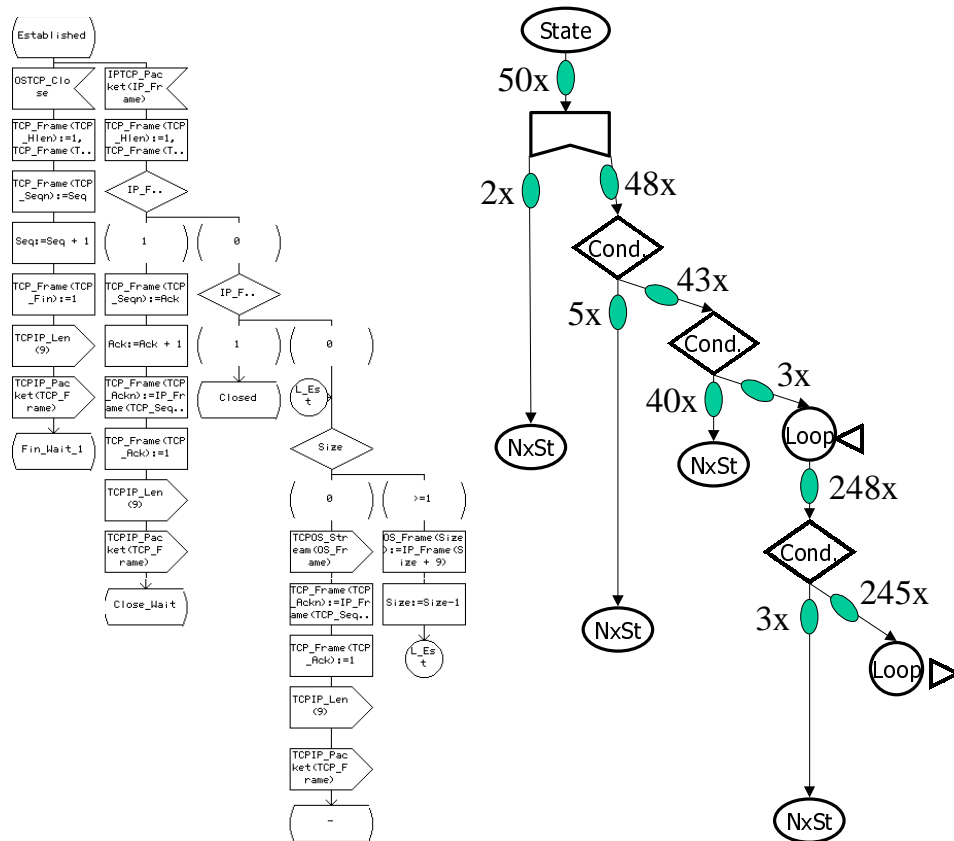 Established
OSTCP_Clo
se
TCP_Frame(TCP
_Hlen):=1,
TCP_Frame(T..
TCP_Frame(TCP
_Seqn):=Seq
Seq:=Seq + 1
TCP_Frame(TCP
_Fin):=1
TCPIP_Len
(9)
TCPIP_Pac
ket(TCP_F
rame)
Fin_Wait_1
IPTCP_Pac
ket(IP_Fr
ame)
TCP_Frame(TCP
_Hlen):=1,
TCP_Frame(T..
IP_F..
1
TCP_Frame(TCP
_Seqn):=Ack
Ack:=Ack + 1
TCP_Frame(TCP
_Ackn):=IP_Fr
ame(TCP_Seq..
TCP_Frame(TCP
_Ack):=1
TCPIP_Len
(9)
TCPIP_Pac
ket(TCP_F
rame)
Close_Wait
0
IP_F..
1
Closed
0
L_Es
t
Size
0
TCPOS_Str
eam(OS_Fr
ame)
TCP_Frame(TCP
_Ackn):=IP_Fr
ame(TCP_Seq..
TCP_Frame(TCP
_Ack):=1
TCPIP_Len
(9)
TCPIP_Pac
ket(TCP_F
rame)
-
>=1
OS_Frame(Size
):=IP_Frame(S
ize + 9)
Size:=Size-1
L_Es
t
State
50x
2x
48x
Cond.
5x
43x
Cond.
40x
3x
NxSt
NxSt
Loop
248x
Cond.
3x
245x
NxSt
Loop
NxSt